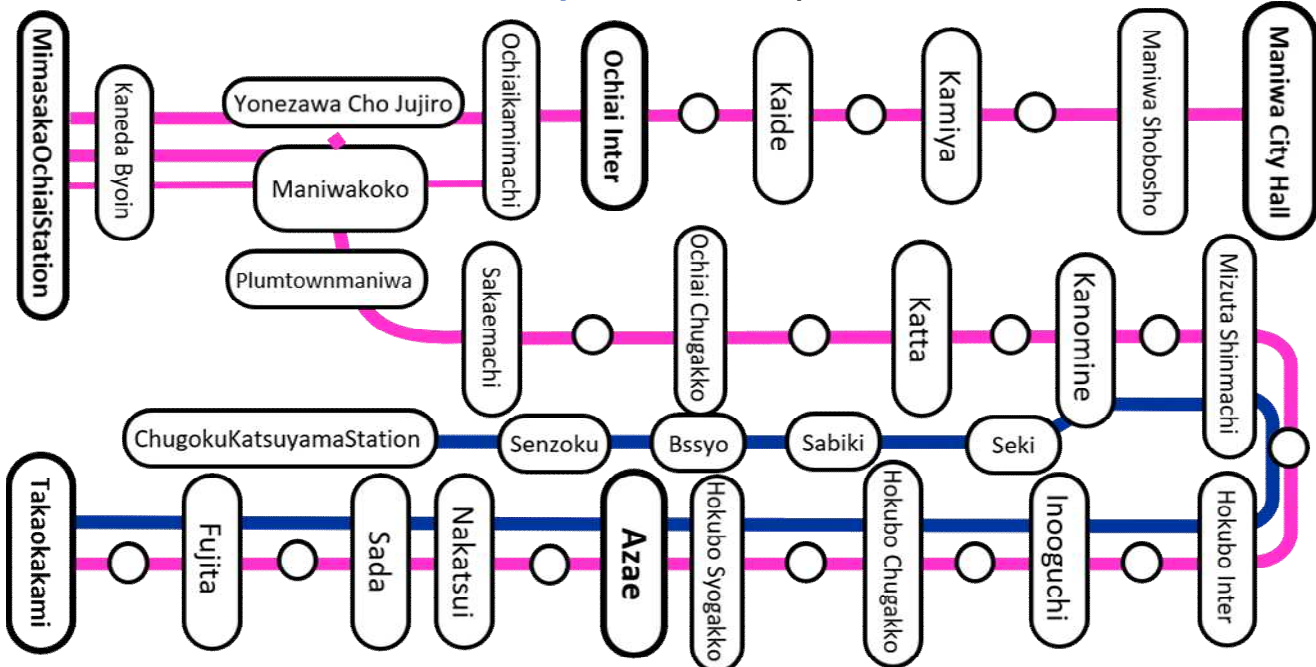 MimasakaOchiaiStation
Kaneda Byoin
Yonezawa Cho Jujiro
Maniwakoko
Plumtownmaniwa
Ochiaikamimachi
Ochiai Inter
Kaide
Kamiya
Maniwa Shobosho
Maniwa City Hall
Sakaemachi
Ochiai Chugakko
Katta
Kanomine
Mizuta Shinmachi
ChugokuKatsuyamaStation
Senzoku
Bssyo
Sabiki
Seki
Takaokakami
Fujita
Sada
Nakatsui
Azae
Hokubo Syogakko
Hokubo Chugakko
Inooguchi
Hokubo Inter